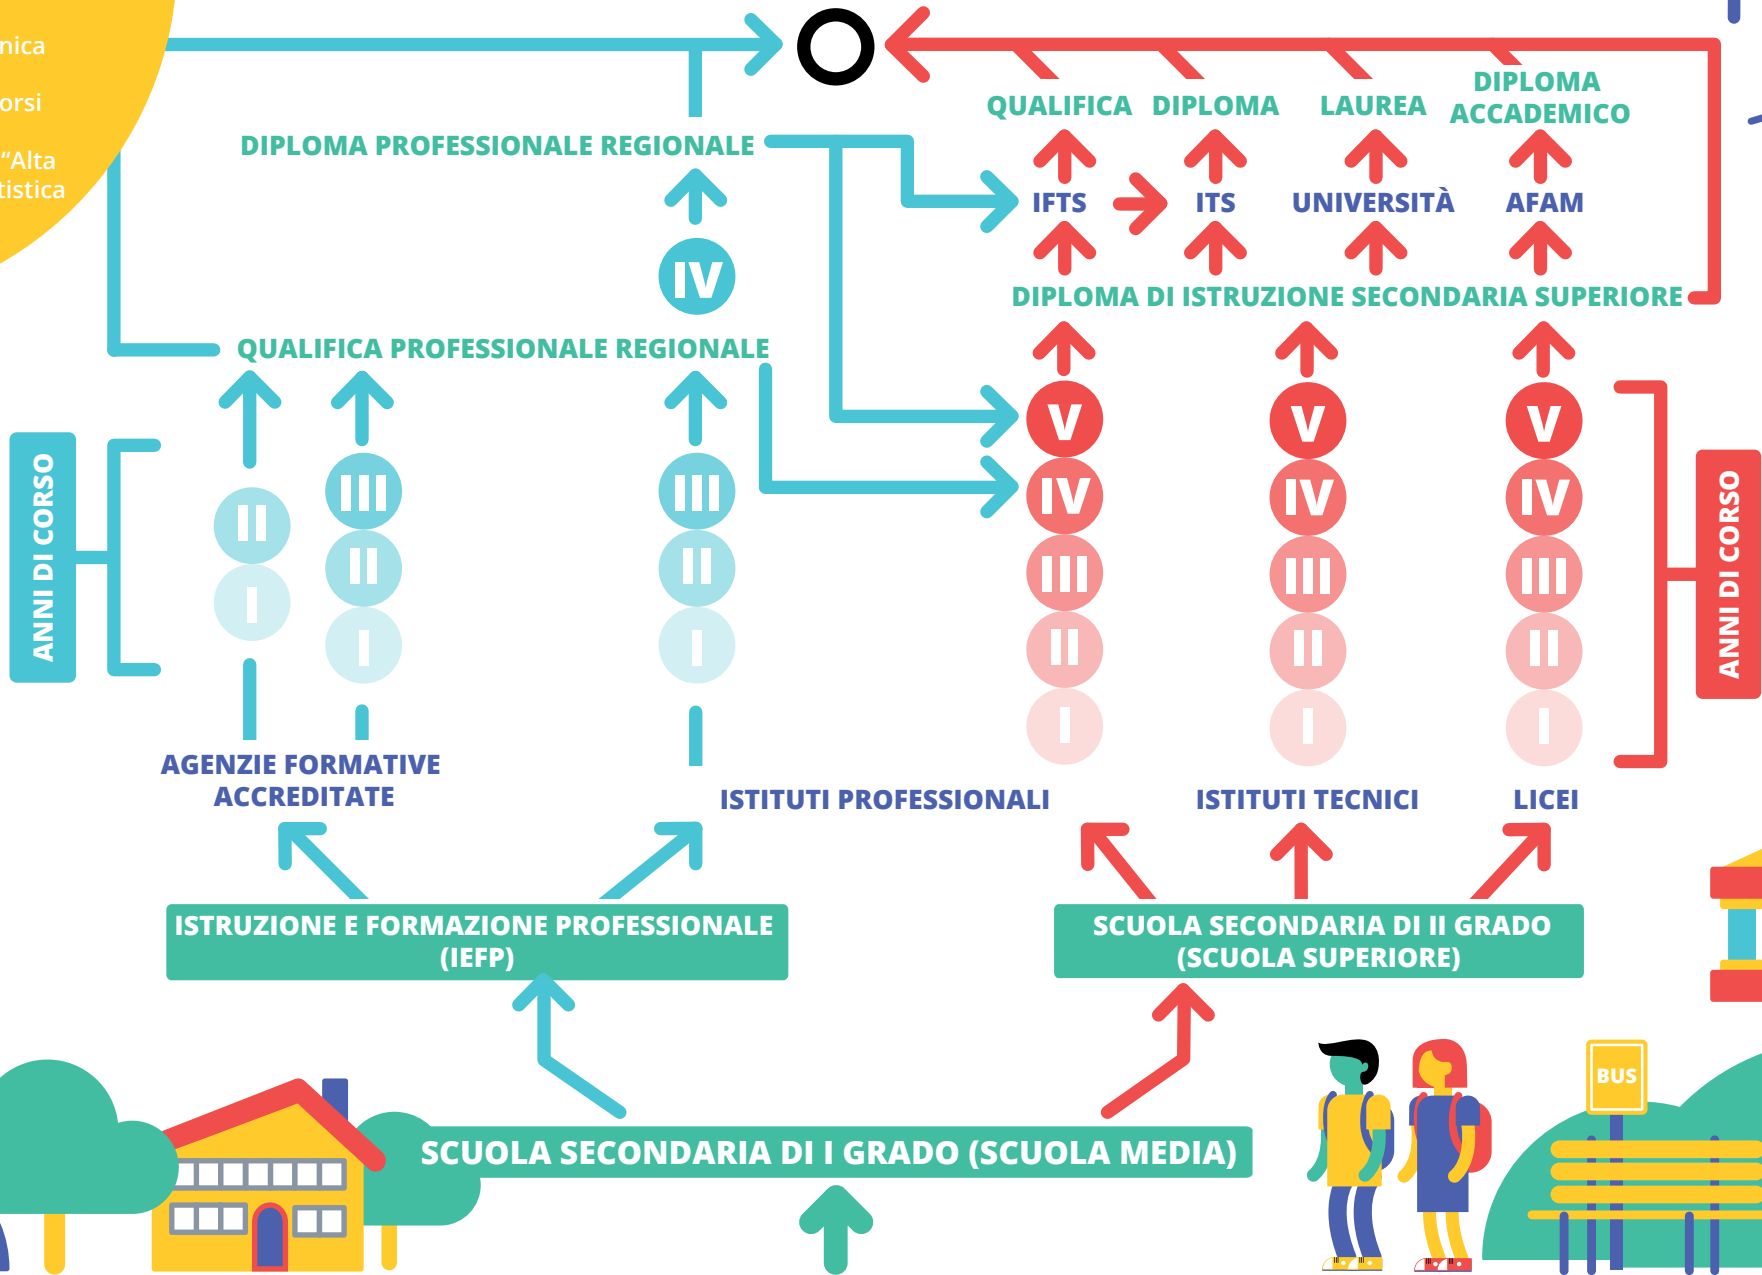 nica
orsi
“Alta
tistica
QUALIFICA
DIPLOMA
LAUREA
DIPLOMA
ACCADEMICO
DIPLOMA PROFESSIONALE REGIONALE
IFTS
ITS
UNIVERSITÀ
AFAM
IV
DIPLOMA DI ISTRUZIONE SECONDARIA SUPERIORE
QUALIFICA PROFESSIONALE REGIONALE
ANNI DI CORSO
II
I
III
II
I
III
II
I
V
IV
III
II
I
V
IV
III
II
I
V
IV
III
II
I
ANNI DI CORSO
AGENZIE FORMATIVE
ACCREDITATE
ISTITUTI PROFESSIONALI
ISTITUTI TECNICI
LICEI
ISTRUZIONE E FORMAZIONE PROFESSIONALE
(IEFP)
SCUOLA SECONDARIA DI II GRADO
(SCUOLA SUPERIORE)
BUS
SCUOLA SECONDARIA DI I GRADO (SCUOLA MEDIA)